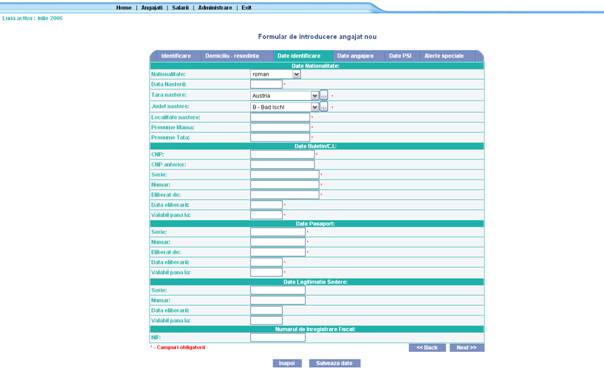 Home | Angajati | Salarii | Administrare | Exit
Luna activa : Iulie 2006
Formular de introducere angajat nou
Identificare Domiciliu - resedinta Date identificare Date angajare Date PSI Alerte speciale
Date Nationalitate:
Nationalitate: roman
Data Nasterii: *
Tara nastere: Austria ... *
Judet nastere: B - Bad Ischl ... *
Localitate nastere: *
Prenume Mama: *
Prenume Tata: *
Date Buletin/C.I.:
CNP: *
CNP anterior:
Serie: *
Numar: *
Eliberat de: *
Data eliberarii: *
Valabil pana la: *
Date Pasaport:
Serie: *
Numar: *
Eliberat de: *
Data eliberarii: *
Valabil pana la: *
Date Legitimatie Sedere:
Serie:
Numar:
Data eliberarii:
Valabil pana la:
Numarul de Inregistrare Fiscal:
NIF:
* - Campuri obligatorii << Back Next >>
Inapoi Salveaza date